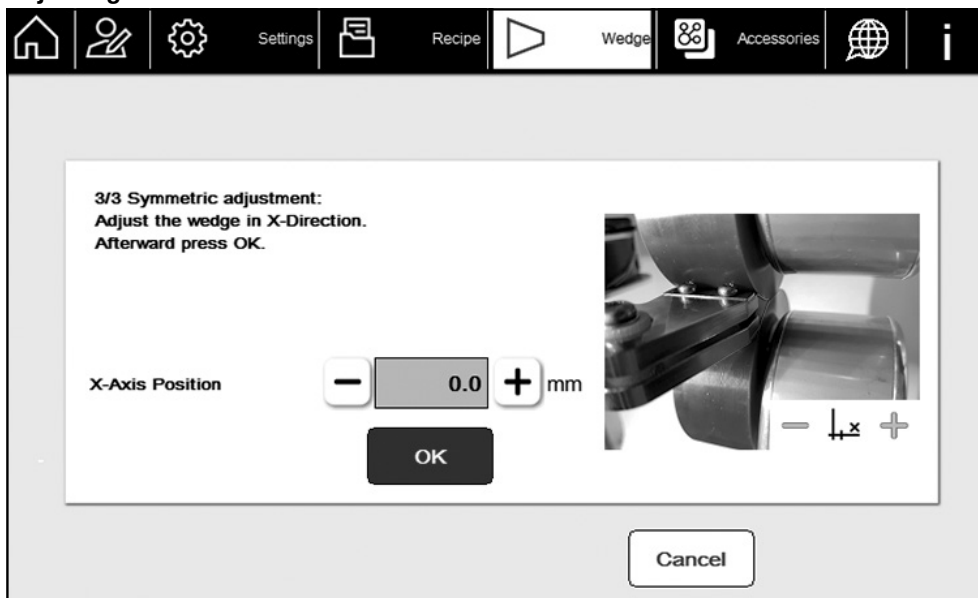 Settings Recipe Wedge Accessories i
3/3 Symmetric adjustment:
Adjust the wedge in X-Direction.
Afterward press OK.
X-Axis Position − 0.0 + mm
− x +
OK
Cancel